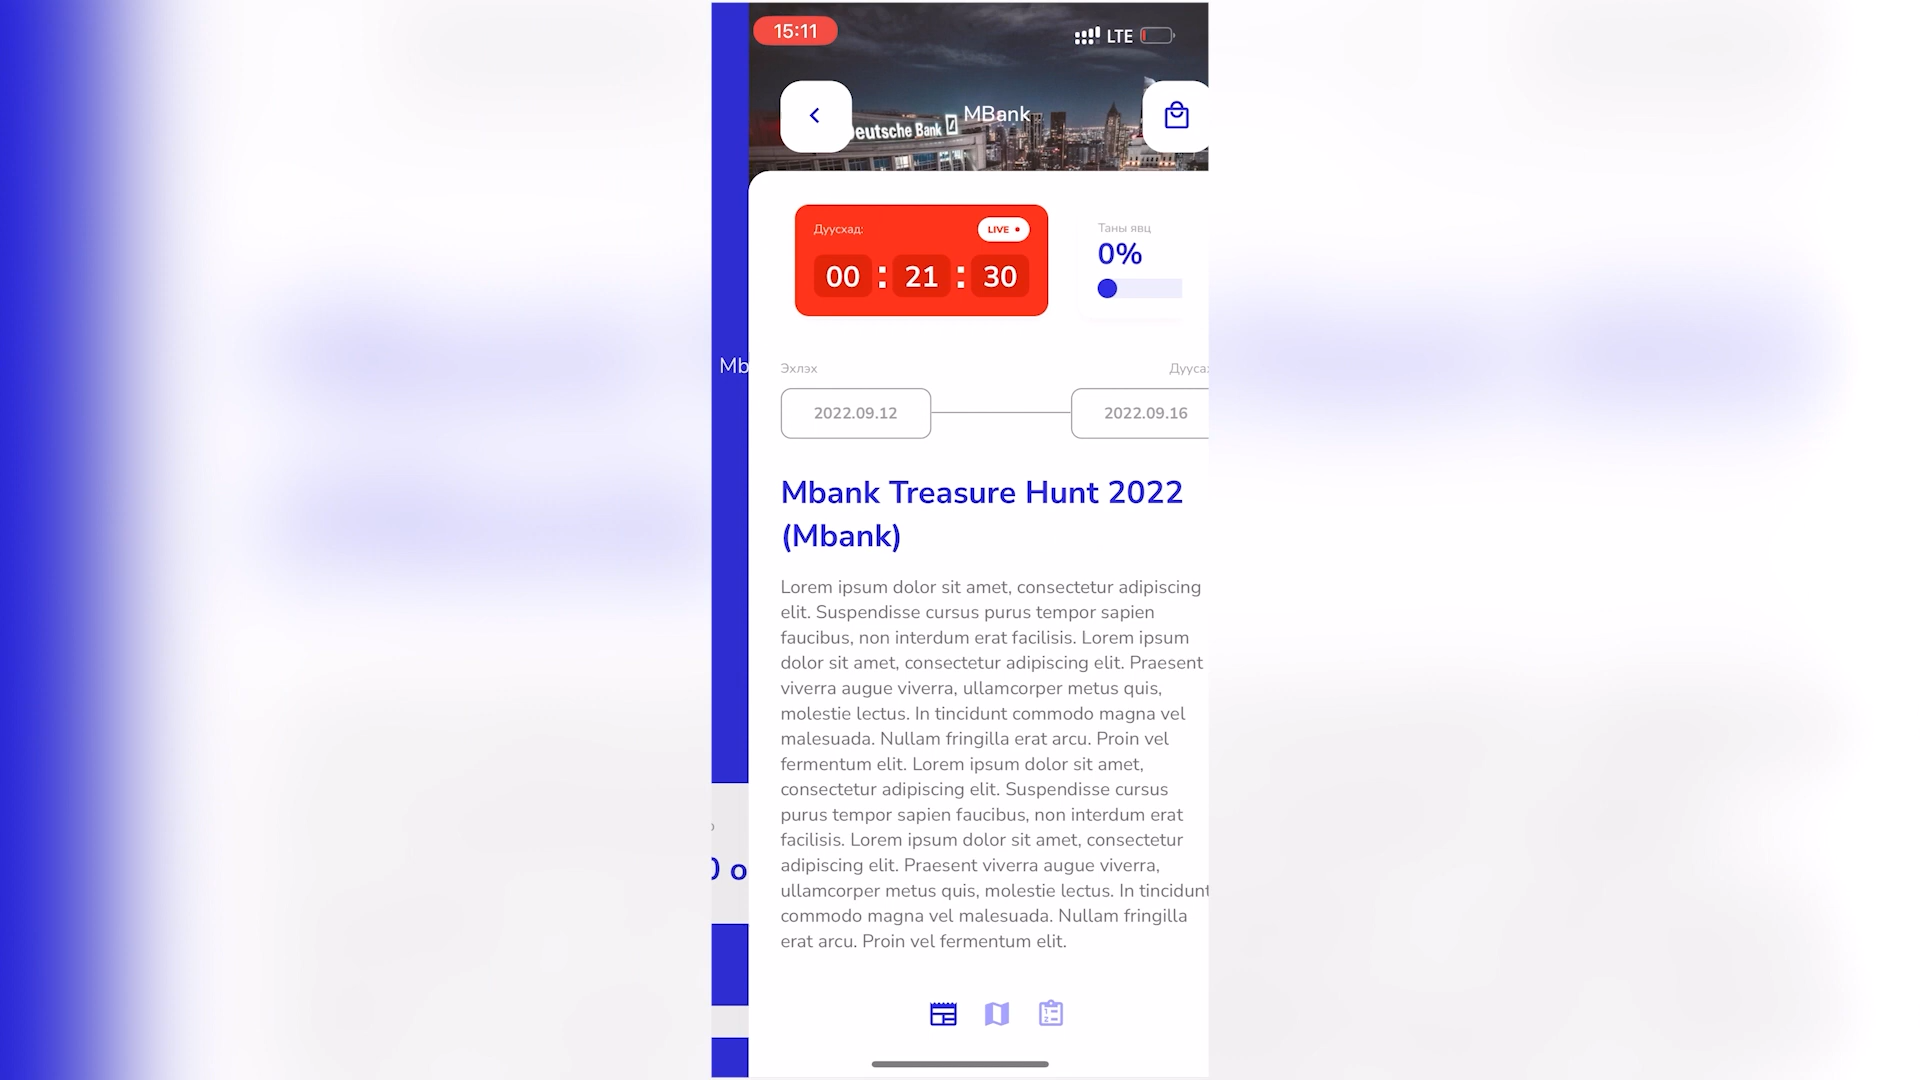 15:11
LTE
MBank
eutsche Bank
Дуусхад:
LIVE
00 : 21 : 30
Таны явц
0%
Mb
Эхлэх
Дууса
2022.09.12
2022.09.16
Mbank Treasure Hunt 2022
(Mbank)
Lorem ipsum dolor sit amet, consectetur adipiscing
elit. Suspendisse cursus purus tempor sapien
faucibus, non interdum erat facilisis. Lorem ipsum
dolor sit amet, consectetur adipiscing elit. Praesent
viverra augue viverra, ullamcorper metus quis,
molestie lectus. In tincidunt commodo magna vel
malesuada. Nullam fringilla erat arcu. Proin vel
fermentum elit. Lorem ipsum dolor sit amet,
consectetur adipiscing elit. Suspendisse cursus
purus tempor sapien faucibus, non interdum erat
facilisis. Lorem ipsum dolor sit amet, consectetur
adipiscing elit. Praesent viverra augue viverra,
ullamcorper metus quis, molestie lectus. In tincidunt
commodo magna vel malesuada. Nullam fringilla
erat arcu. Proin vel fermentum elit.